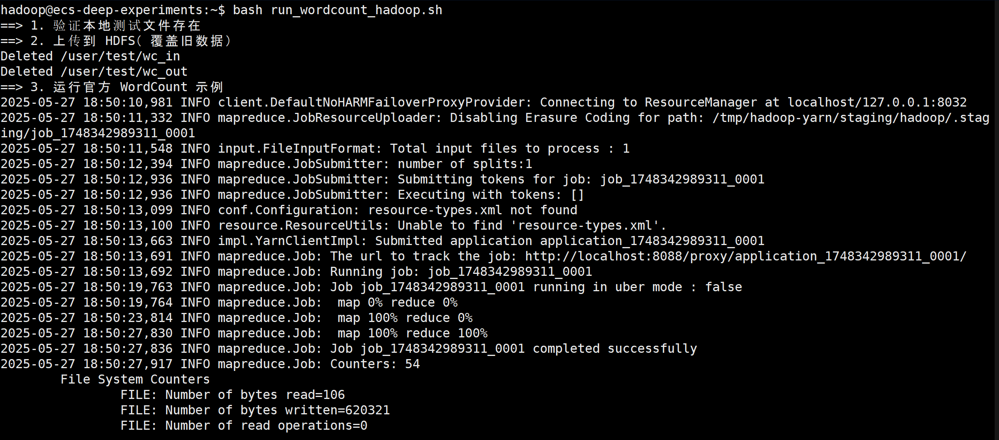 hadoop@ecs-deep-experiments:~$ bash run_wordcount_hadoop.sh
==> 1. 验证本地测试文件存在
==> 2. 上传到 HDFS（覆盖旧数据）
Deleted /user/test/wc_in
Deleted /user/test/wc_out
==> 3. 运行官方 WordCount 示例
2025-05-27 18:50:10,981 INFO client.DefaultNoHARMFailoverProxyProvider: Connecting to ResourceManager at localhost/127.0.0.1:8032
2025-05-27 18:50:11,332 INFO mapreduce.JobResourceUploader: Disabling Erasure Coding for path: /tmp/hadoop-yarn/staging/hadoop/.stag
ing/job_1748342989311_0001
2025-05-27 18:50:11,548 INFO input.FileInputFormat: Total input files to process : 1
2025-05-27 18:50:12,394 INFO mapreduce.JobSubmitter: number of splits:1
2025-05-27 18:50:12,936 INFO mapreduce.JobSubmitter: Submitting tokens for job: job_1748342989311_0001
2025-05-27 18:50:12,936 INFO mapreduce.JobSubmitter: Executing with tokens: []
2025-05-27 18:50:13,099 INFO conf.Configuration: resource-types.xml not found
2025-05-27 18:50:13,100 INFO resource.ResourceUtils: Unable to find 'resource-types.xml'.
2025-05-27 18:50:13,663 INFO impl.YarnClientImpl: Submitted application application_1748342989311_0001
2025-05-27 18:50:13,691 INFO mapreduce.Job: The url to track the job: http://localhost:8088/proxy/application_1748342989311_0001/
2025-05-27 18:50:13,692 INFO mapreduce.Job: Running job: job_1748342989311_0001
2025-05-27 18:50:19,763 INFO mapreduce.Job: Job job_1748342989311_0001 running in uber mode : false
2025-05-27 18:50:19,764 INFO mapreduce.Job:  map 0% reduce 0%
2025-05-27 18:50:23,814 INFO mapreduce.Job:  map 100% reduce 0%
2025-05-27 18:50:27,830 INFO mapreduce.Job:  map 100% reduce 100%
2025-05-27 18:50:27,836 INFO mapreduce.Job: Job job_1748342989311_0001 completed successfully
2025-05-27 18:50:27,917 INFO mapreduce.Job: Counters: 54
File System Counters
FILE: Number of bytes read=106
FILE: Number of bytes written=620321
FILE: Number of read operations=0